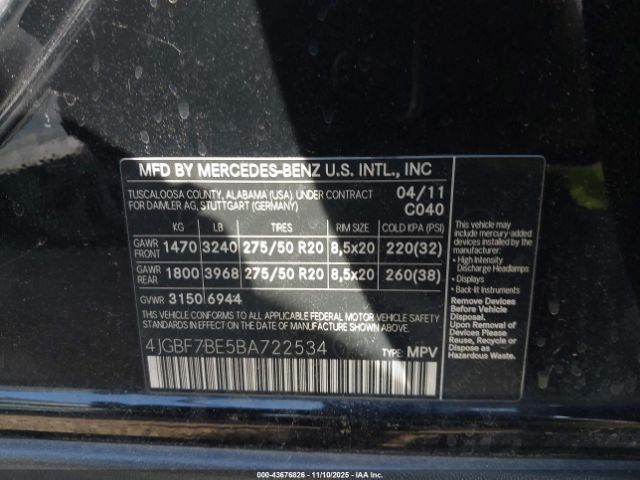 MFD BY MERCEDES-BENZ U.S. INTL., INC
TUSCALOOSA COUNTY, ALABAMA (USA), UNDER CONTRACT
FOR DAIMLER AG, STUTTGART (GERMANY)
04/11
C040
KG LB TIRES RIM SIZE COLD KPA (PSI)
GAWR FRONT 1470 3240 275/50 R20 8,5x20 220(32)
GAWR REAR 1800 3968 275/50 R20 8,5x20 260(38)
GVWR 3150 6944
THIS VEHICLE CONFORMS TO ALL APPLICABLE FEDERAL MOTOR VEHICLE
SAFETY STANDARDS IN EFFECT ON THE DATE OF MANUFACTURE SHOWN ABOVE.
4JGBF7BE5BA722534
TYPE: MPV
This vehicle may
include mercury-added
devices installed by the
manufacturer:
- High Intensity
Discharge Headlamps
- Displays
- Back-lit Instruments
Remove Devices
Before Vehicle
Disposal.
Reuse, Recycle or
Dispose as
Hazardous Waste.
000-43676826 - 11/10/2025 - IAA Inc.